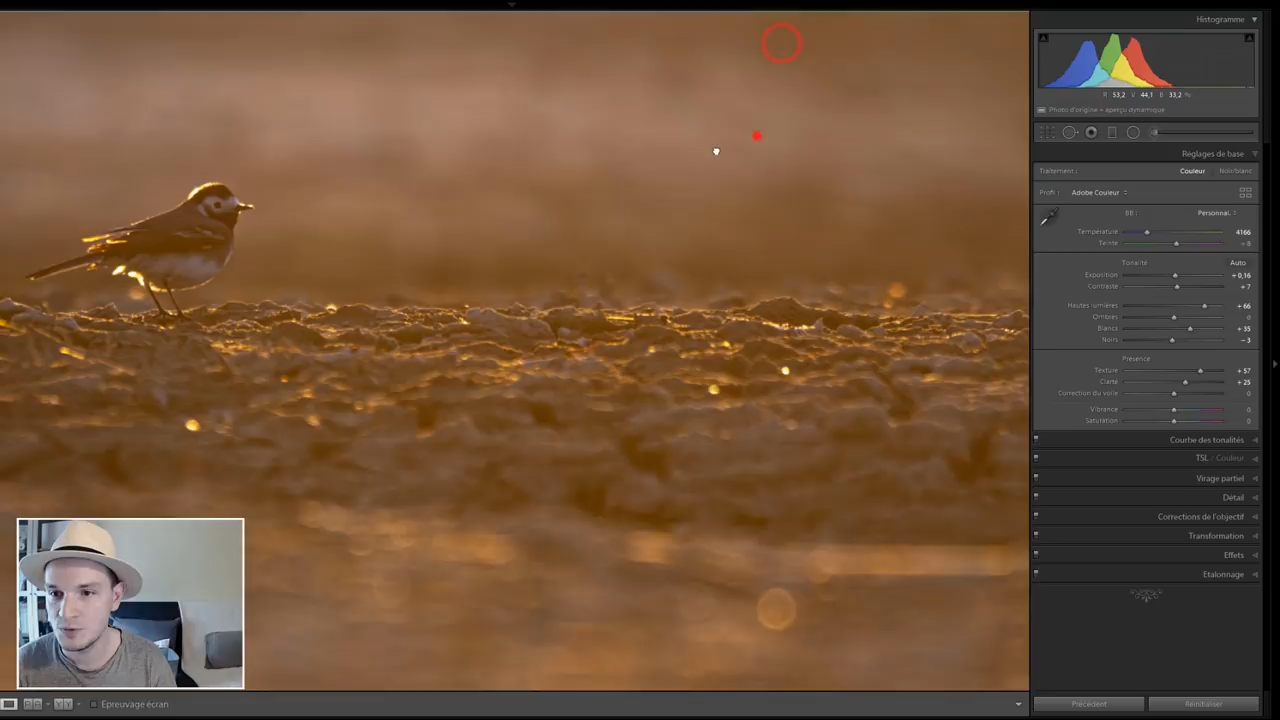 Histogramme
R 53,2 V 44,1 B 33,2 %
Photo d'origine + aperçu dynamique
Réglages de base
Traitement : Couleur Noir/blanc
Profil : Adobe Couleur
BB : Personnal.
Température 4166
Teinte + 8
Tonalité Auto
Exposition + 0,16
Contraste + 7
Hautes lumières + 66
Ombres 0
Blancs + 35
Noirs − 3
Présence
Texture + 57
Clarté + 25
Correction du voile 0
Vibrance 0
Saturation 0
Courbe des tonalités
TSL / Couleur
Virage partiel
Détail
Corrections de l'objectif
Transformation
Effets
Etalonnage
Epreuvage écran
Précédent Réinitialiser